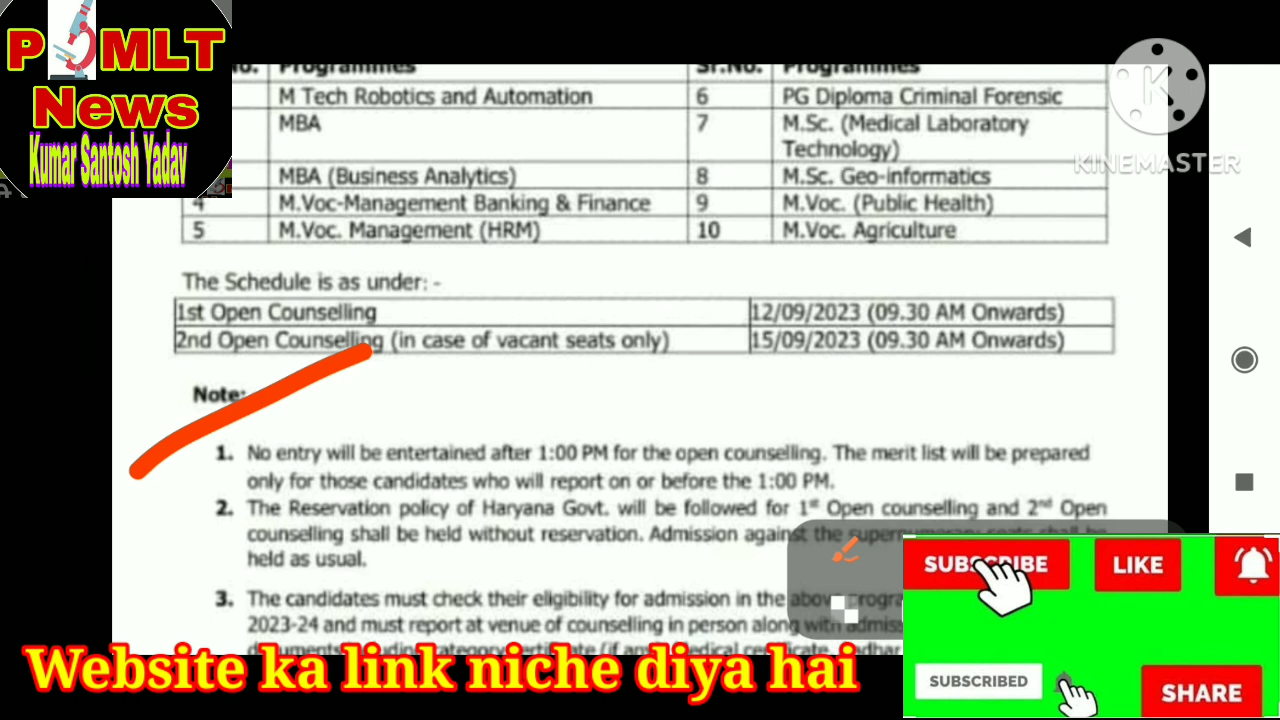 P MLT
News
Kumar Santosh Yadav
K
KINEMASTER
No. Programmes Sr.No. Programmes
M Tech Robotics and Automation 6 PG Diploma Criminal Forensic
MBA 7 M.Sc. (Medical Laboratory
Technology)
MBA (Business Analytics) 8 M.Sc. Geo-informatics
4 M.Voc-Management Banking & Finance 9 M.Voc. (Public Health)
5 M.Voc. Management (HRM) 10 M.Voc. Agriculture
The Schedule is as under: -
1st Open Counselling 12/09/2023 (09.30 AM Onwards)
2nd Open Counselling (in case of vacant seats only) 15/09/2023 (09.30 AM Onwards)
Note:
1. No entry will be entertained after 1:00 PM for the open counselling. The merit list will be prepared
only for those candidates who will report on or before the 1:00 PM.
2. The Reservation policy of Haryana Govt. will be followed for 1st Open counselling and 2nd Open
counselling shall be held without reservation. Admission against the supernumerary seats shall be
held as usual.
3. The candidates must check their eligibility for admission in the above
2023-24 and must report at venue of counselling in person along with
SUBSCRIBE LIKE
Website ka link niche diya hai
SUBSCRIBED
SHARE